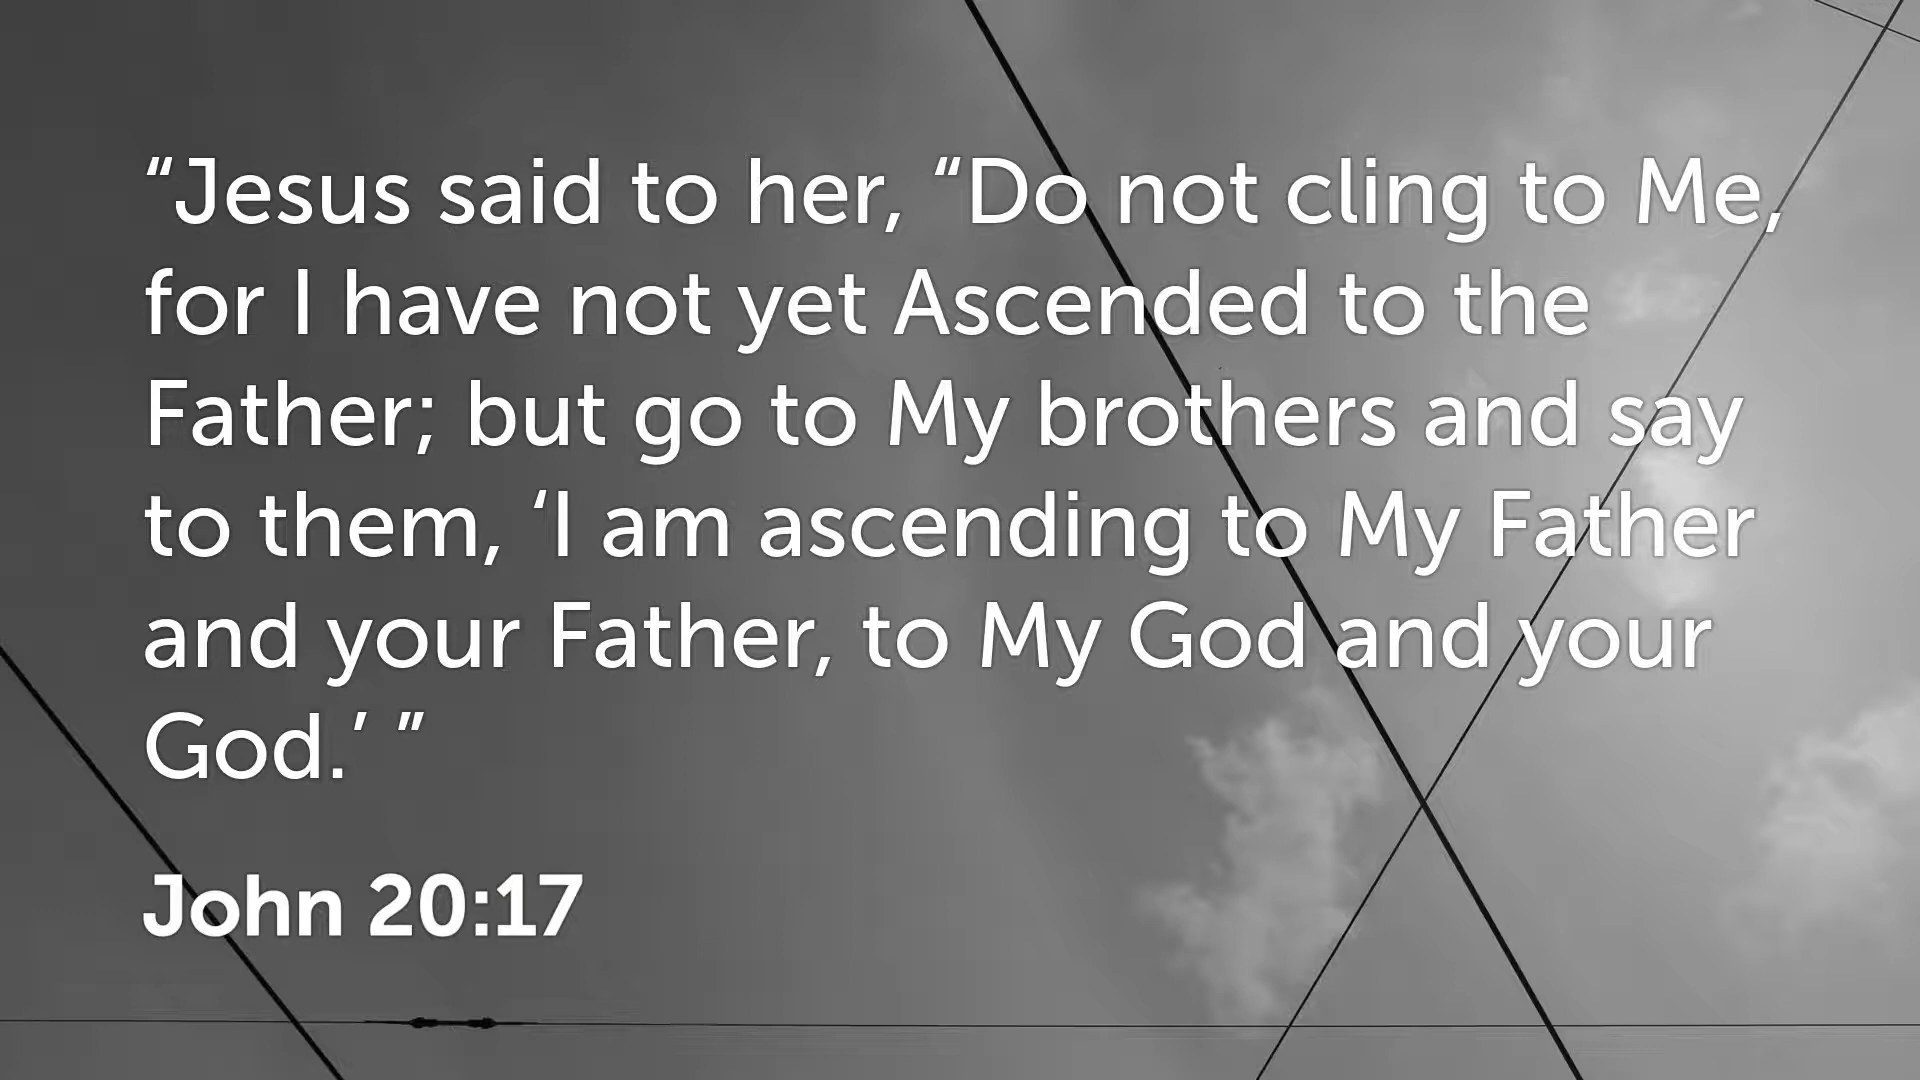 “Jesus said to her, “Do not cling to Me,
for I have not yet Ascended to the
Father; but go to My brothers and say
to them, ‘I am ascending to My Father
and your Father, to My God and your
God.’ ”
John 20:17